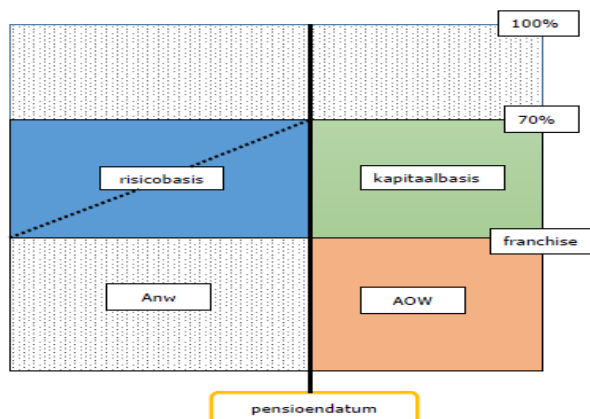 100%
70%
risicobasis
kapitaalbasis
franchise
Anw
AOW
pensioendatum